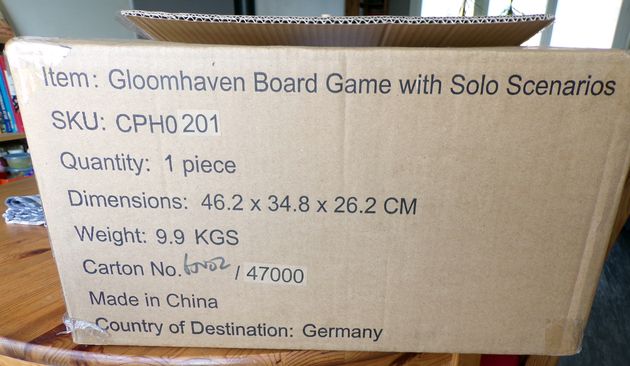 Item: Gloomhaven Board Game with Solo Scenarios
SKU: CPH0201
Quantity: 1 piece
Dimensions: 46.2 x 34.8 x 26.2 CM
Weight: 9.9 KGS
Carton No. / 47000
Made in China
Country of Destination: Germany